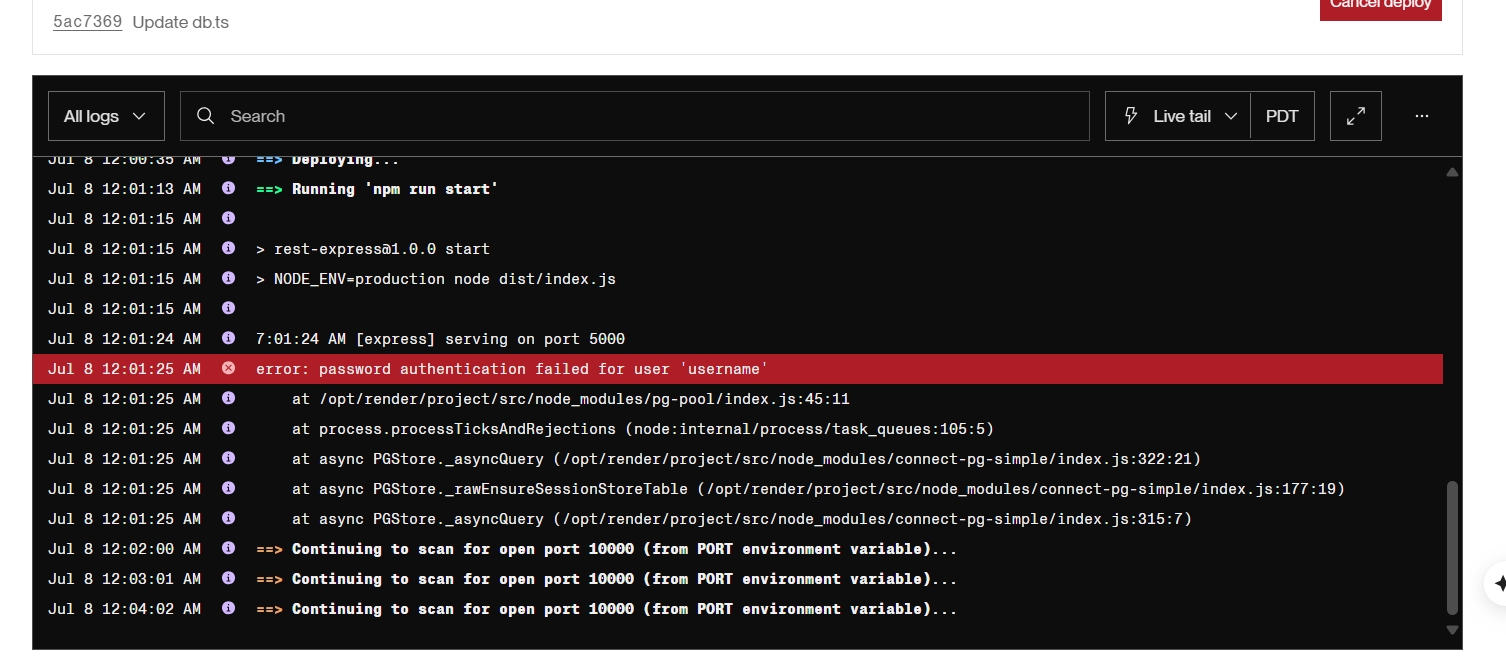 Cancel deploy
5ac7369 Update db.ts
All logs Search Live tail PDT ...
Jul 8 12:00:35 AM ==> Deploying...
Jul 8 12:01:13 AM ==> Running 'npm run start'
Jul 8 12:01:15 AM
Jul 8 12:01:15 AM > rest-express@1.0.0 start
Jul 8 12:01:15 AM > NODE_ENV=production node dist/index.js
Jul 8 12:01:15 AM
Jul 8 12:01:24 AM 7:01:24 AM [express] serving on port 5000
Jul 8 12:01:25 AM error: password authentication failed for user 'username'
Jul 8 12:01:25 AM at /opt/render/project/src/node_modules/pg-pool/index.js:45:11
Jul 8 12:01:25 AM at process.processTicksAndRejections (node:internal/process/task_queues:105:5)
Jul 8 12:01:25 AM at async PGStore._asyncQuery (/opt/render/project/src/node_modules/connect-pg-simple/index.js:322:21)
Jul 8 12:01:25 AM at async PGStore._rawEnsureSessionStoreTable (/opt/render/project/src/node_modules/connect-pg-simple/index.js:177:19)
Jul 8 12:01:25 AM at async PGStore._asyncQuery (/opt/render/project/src/node_modules/connect-pg-simple/index.js:315:7)
Jul 8 12:02:00 AM ==> Continuing to scan for open port 10000 (from PORT environment variable)...
Jul 8 12:03:01 AM ==> Continuing to scan for open port 10000 (from PORT environment variable)...
Jul 8 12:04:02 AM ==> Continuing to scan for open port 10000 (from PORT environment variable)...